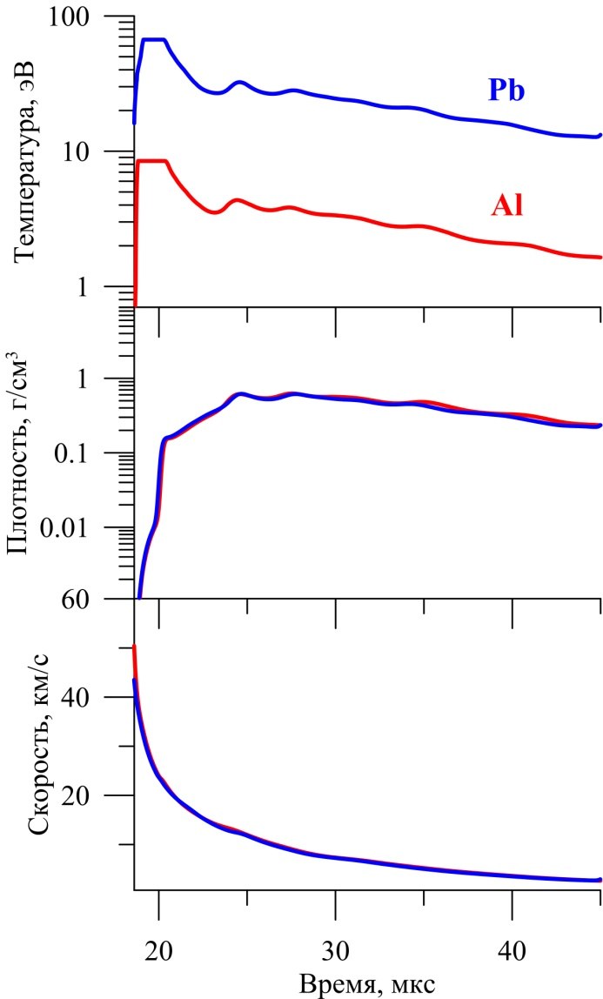 100
Температура, эВ
Pb
10
Al
1
Плотность, г/см³
1
0.1
0.01
60
Скорость, км/с
40
20
20 30 40
Время, мкс